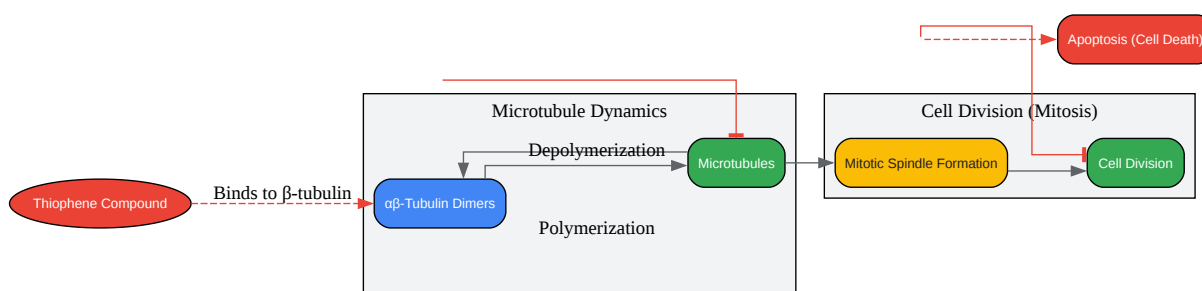 Apoptosis (Cell Death)
Microtubule Dynamics
Cell Division (Mitosis)
Depolymerization
Microtubules
Mitotic Spindle Formation
Cell Division
Thiophene Compound
Binds to β-tubulin
αβ-Tubulin Dimers
Polymerization